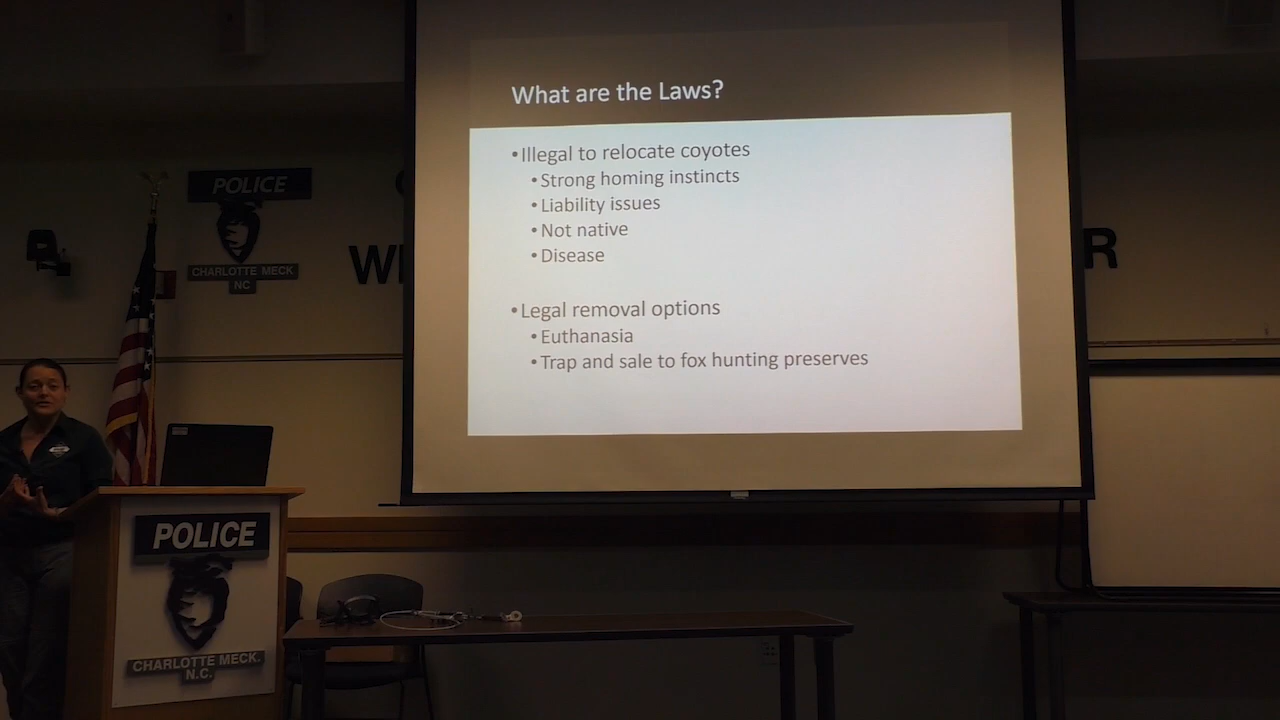 What are the Laws?
•Illegal to relocate coyotes
•Strong homing instincts
•Liability issues
•Not native
•Disease
•Legal removal options
•Euthanasia
•Trap and sale to fox hunting preserves
POLICE
CHARLOTTE MECK
NC
W
R
POLICE
CHARLOTTE MECK.
N.C.